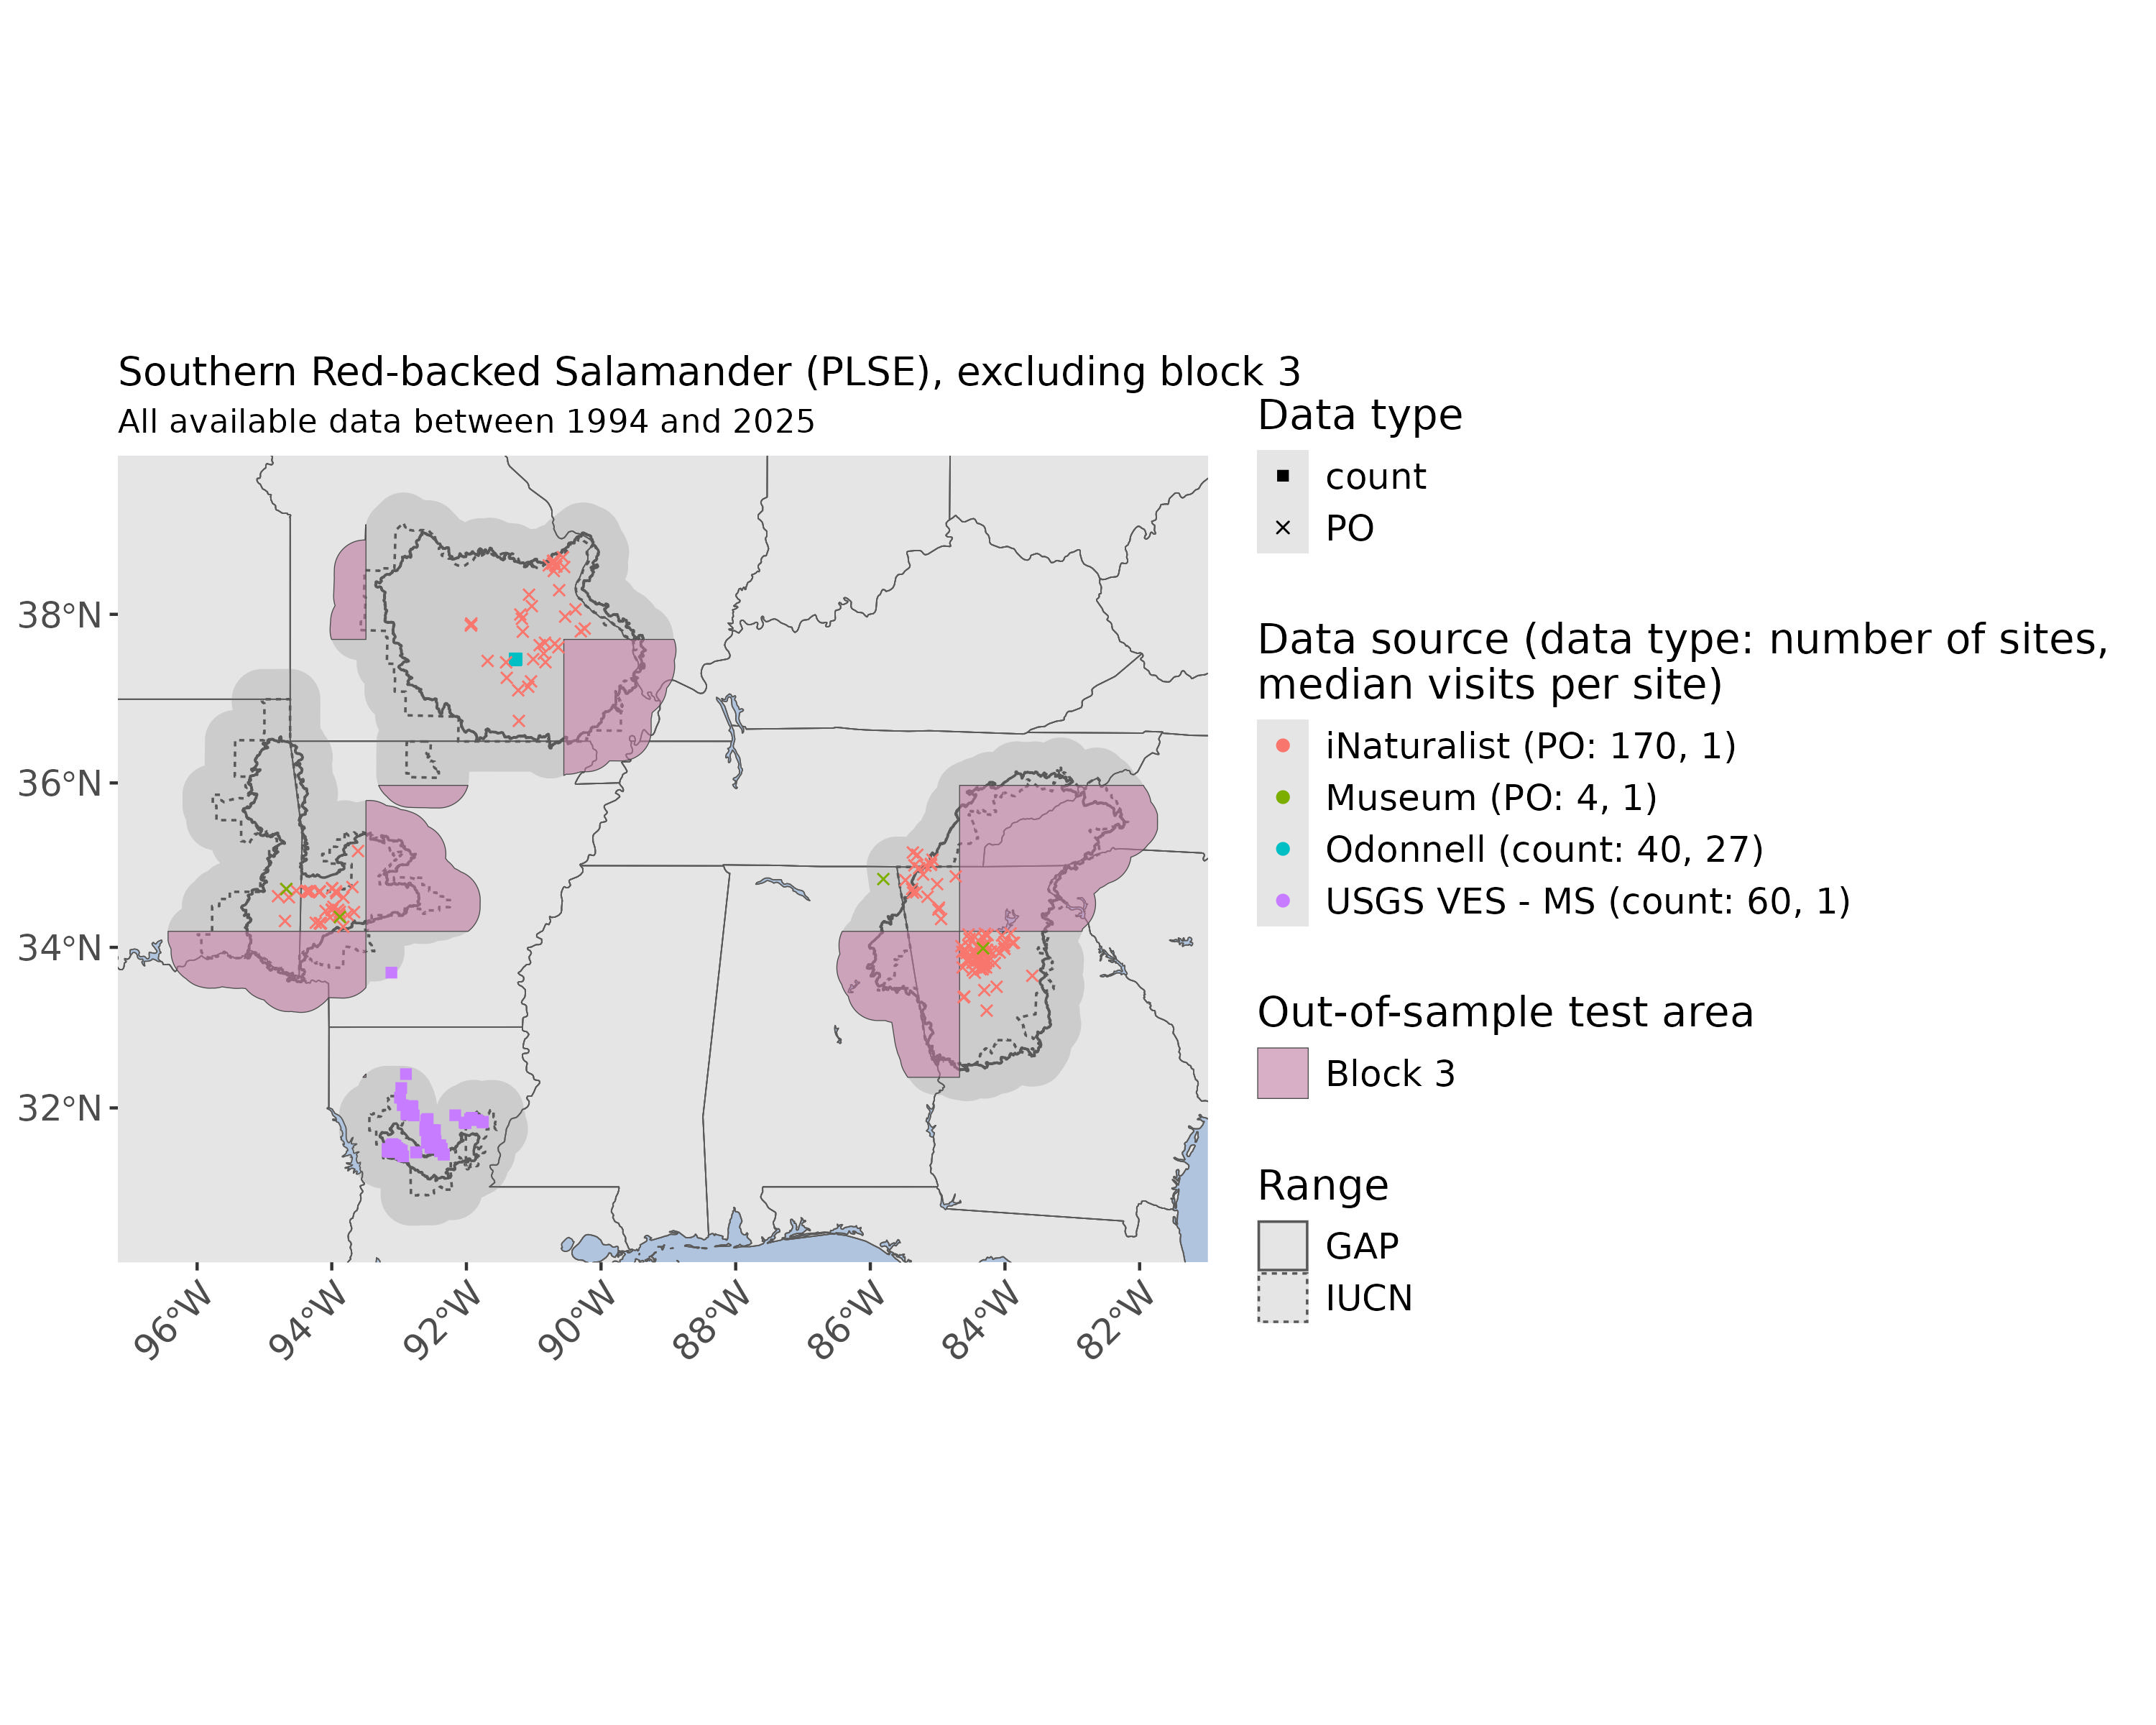 Southern Red-backed Salamander (PLSE), excluding block 3
All available data between 1994 and 2025
38°N
36°N
34°N
32°N
96°W
94°W
92°W
90°W
88°W
86°W
84°W
82°W
Data type
count
PO
Data source (data type: number of sites,
median visits per site)
iNaturalist (PO: 170, 1)
Museum (PO: 4, 1)
Odonnell (count: 40, 27)
USGS VES - MS (count: 60, 1)
Out-of-sample test area
Block 3
Range
GAP
IUCN